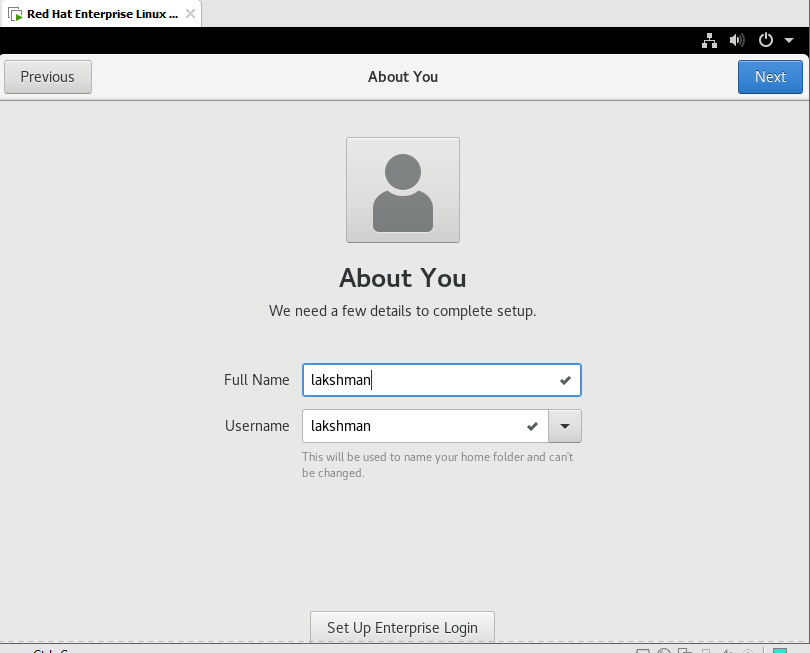 Red Hat Enterprise Linux ...
Previous
About You
Next
About You
We need a few details to complete setup.
Full Name
lakshman
Username
lakshman
This will be used to name your home folder and can't
be changed.
Set Up Enterprise Login